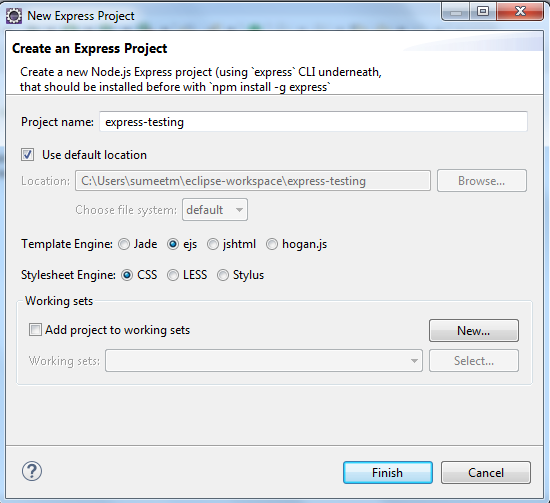 New Express Project
Create an Express Project
Create a new Node.js Express project (using `express` CLI underneath,
that should be installed before with `npm install -g express`
Project name: express-testing
Use default location
Location: C:\Users\sumeetm\eclipse-workspace\express-testing Browse...
Choose file system: default
Template Engine: Jade ejs jshtml hogan.js
Stylesheet Engine: CSS LESS Stylus
Working sets
Add project to working sets New...
Working sets: Select...
? Finish Cancel